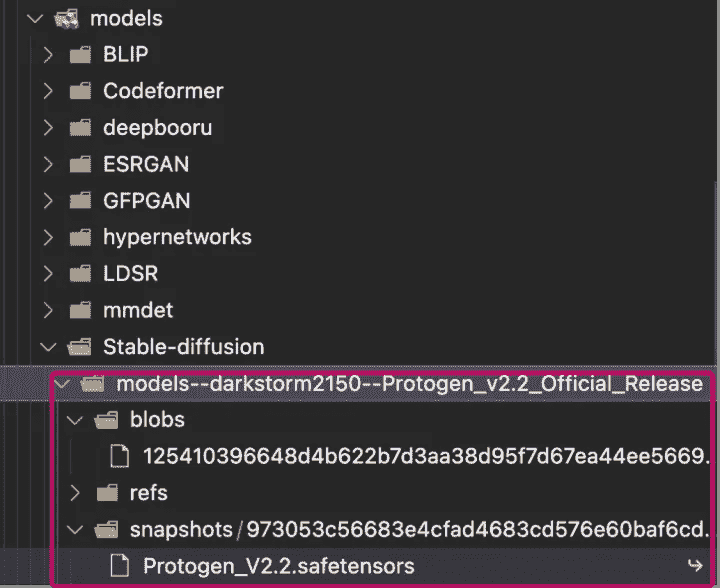 models
BLIP
Codeformer
deepbooru
ESRGAN
GFPGAN
hypernetworks
LDSR
mmdet
Stable-diffusion
models--darkstorm2150--Protogen_v2.2_Official_Release
blobs
125410396648d4b622b7d3aa38d95f7d67ea44ee5669.
refs
snapshots/973053c56683e4cfad4683cd576e60baf6cd.
Protogen_V2.2.safetensors